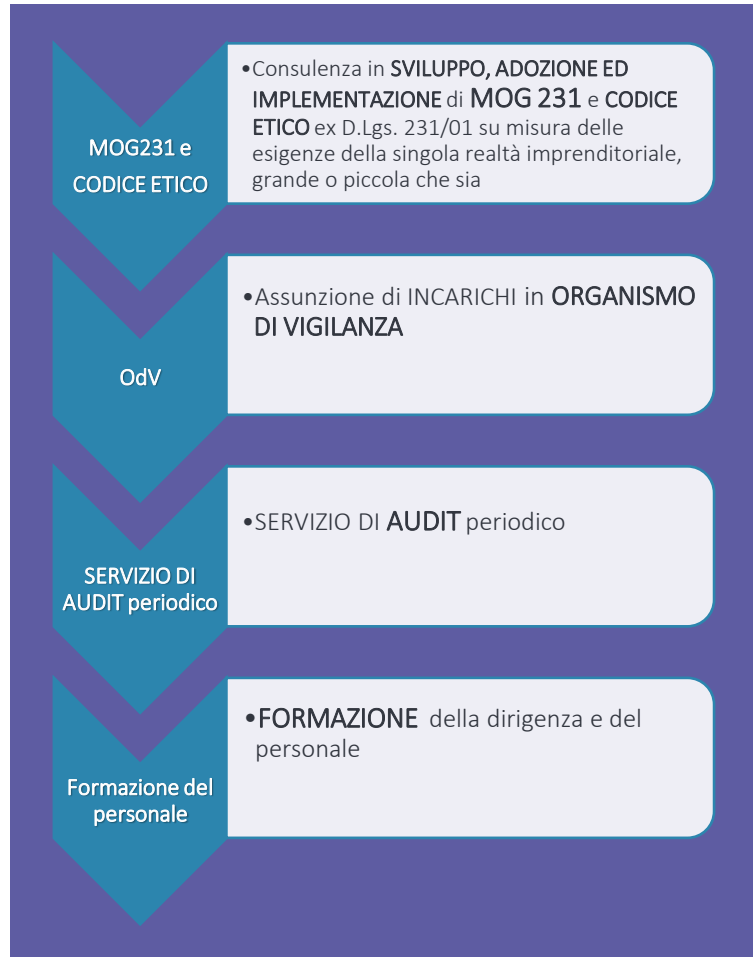 MOG231 e
CODICE ETICO
•Consulenza in SVILUPPO, ADOZIONE ED
IMPLEMENTAZIONE di MOG 231 e CODICE
ETICO ex D.Lgs. 231/01 su misura delle
esigenze della singola realtà imprenditoriale,
grande o piccola che sia
OdV
•Assunzione di INCARICHI in ORGANISMO
DI VIGILANZA
SERVIZIO DI
AUDIT periodico
•SERVIZIO DI AUDIT periodico
Formazione del
personale
•FORMAZIONE della dirigenza e del
personale